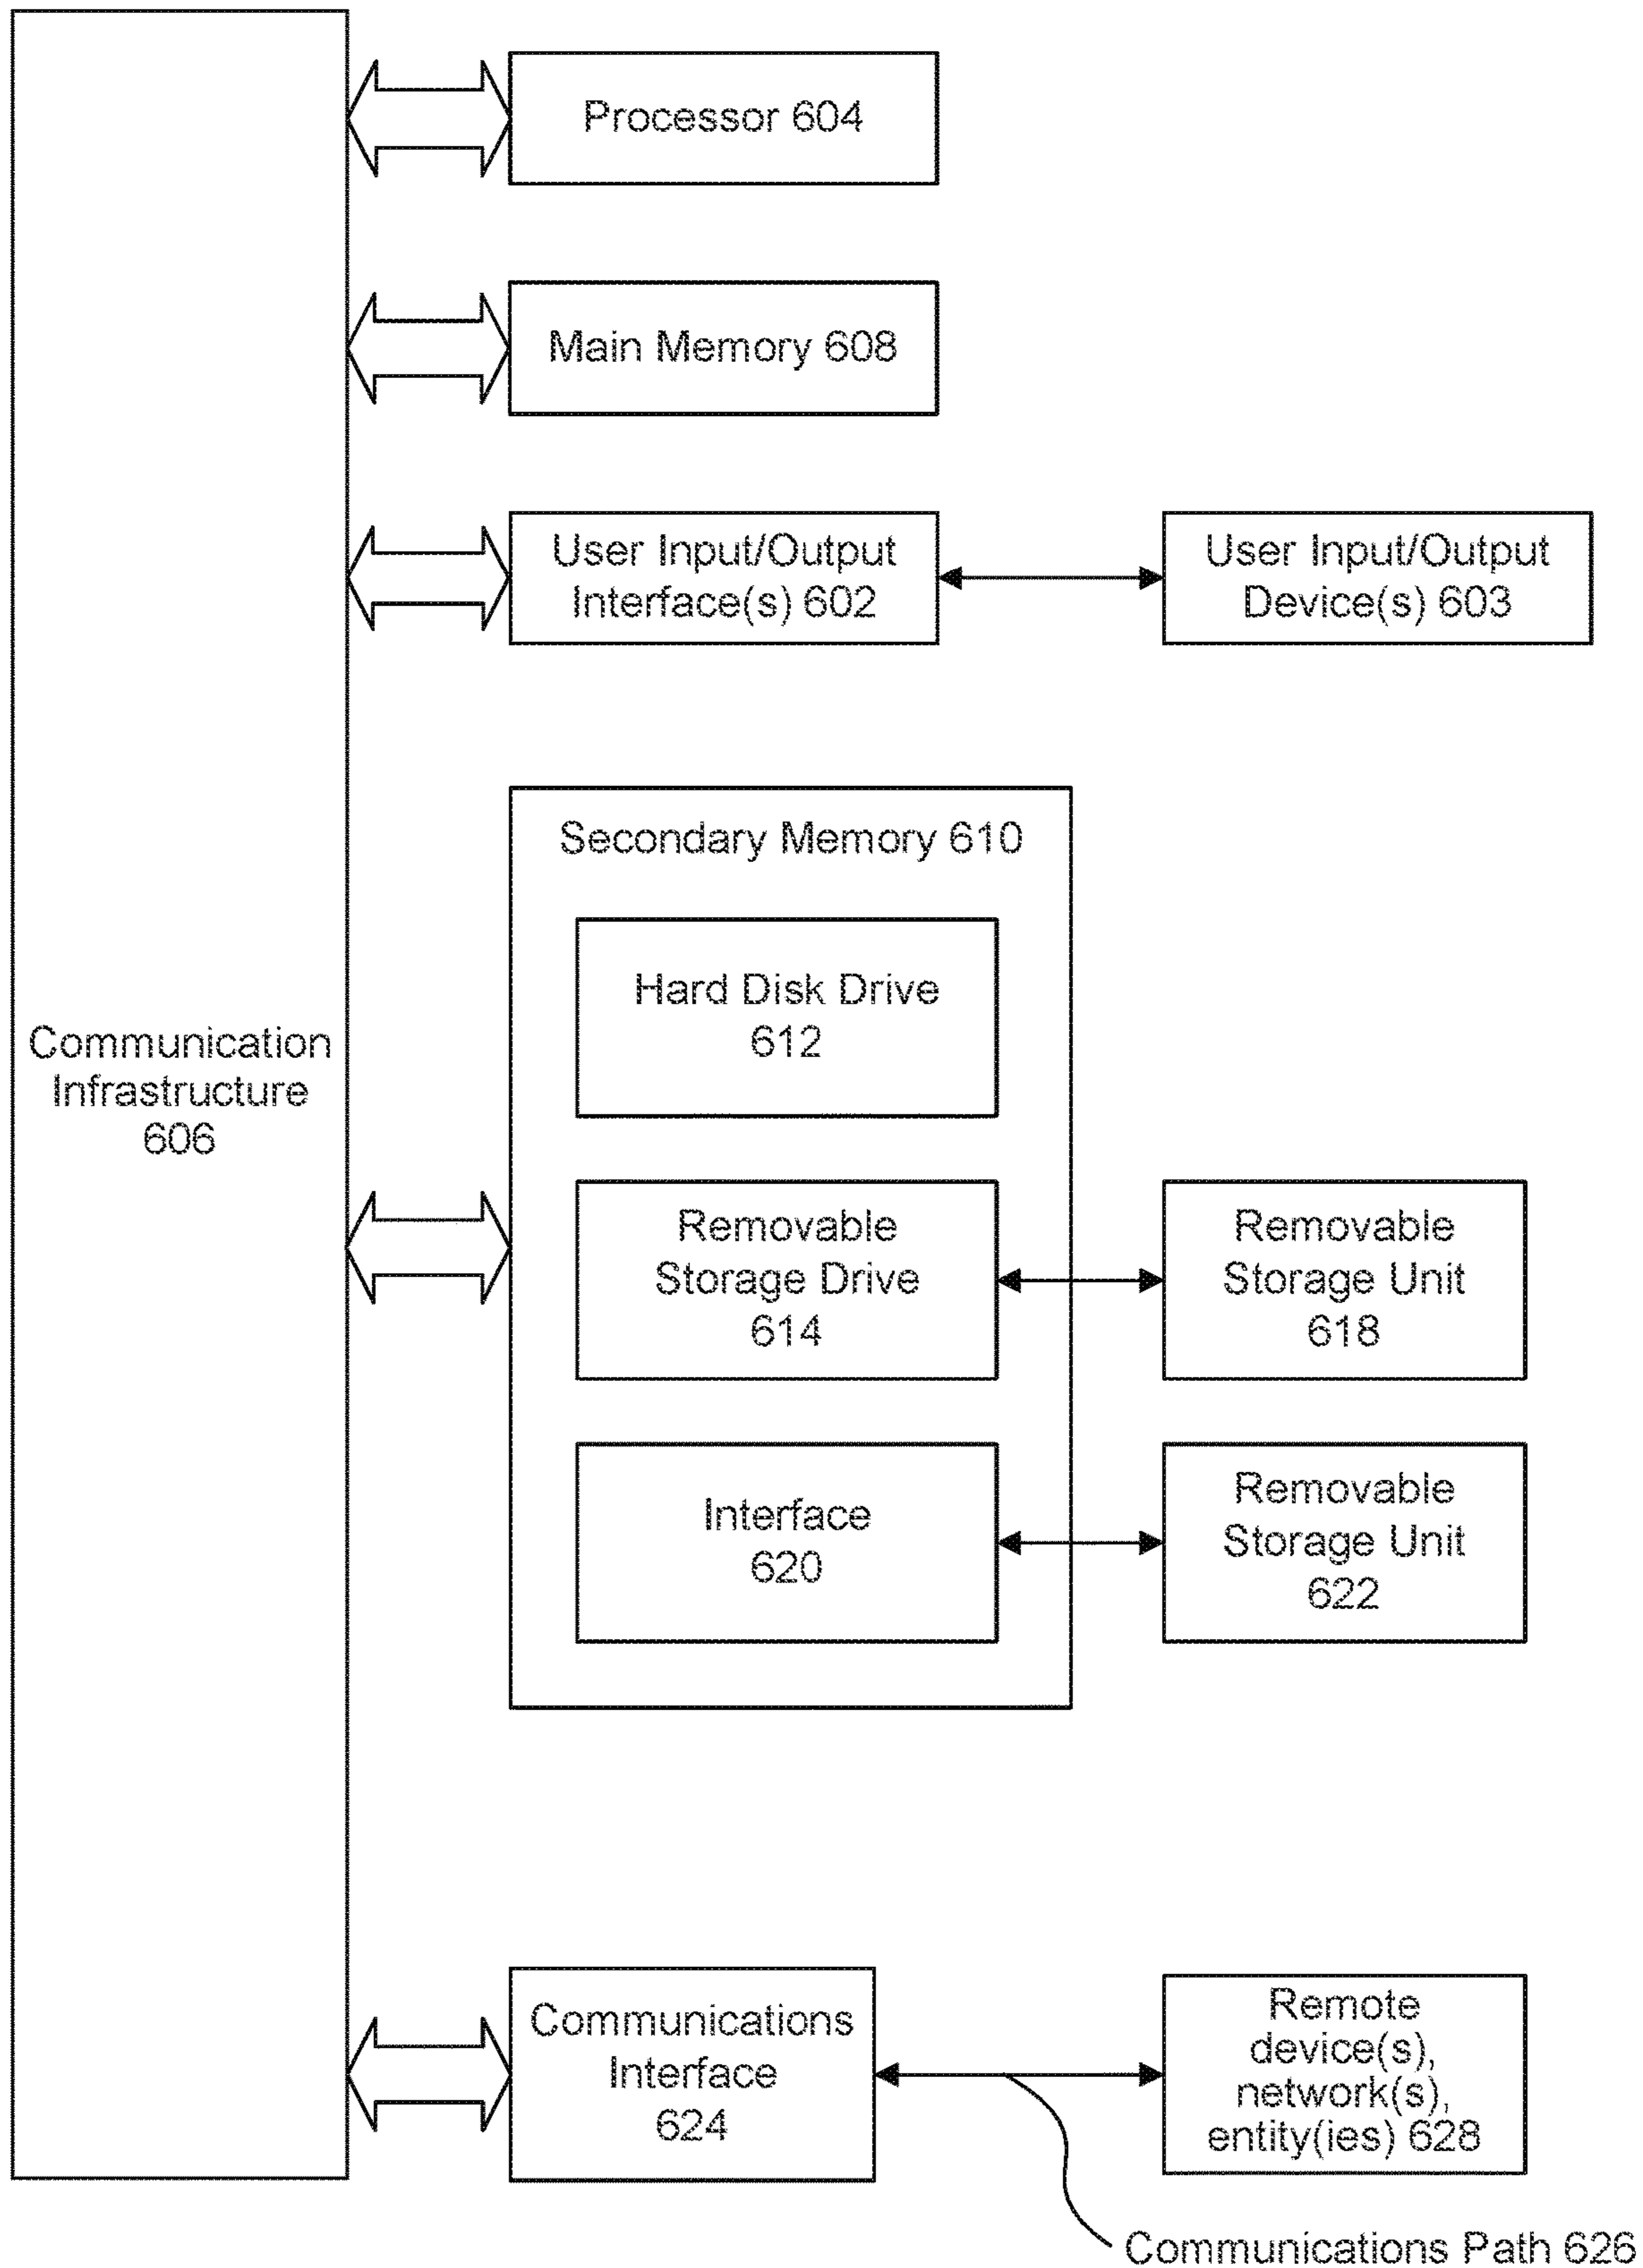 Processor 604
Main Memory 608
User Input/Output
Interface(s) 602
User Input/Output
Device(s) 603
Secondary Memory 610
Hard Disk Drive
612
Communication
Infrastructure
606
Removable
Storage Drive
614
Removable
Storage Unit
618
Interface
620
Removable
Storage Unit
622
Communications
Interface
624
Remote
device(s),
network(s),
entity(ies) 628
Communications Path 626